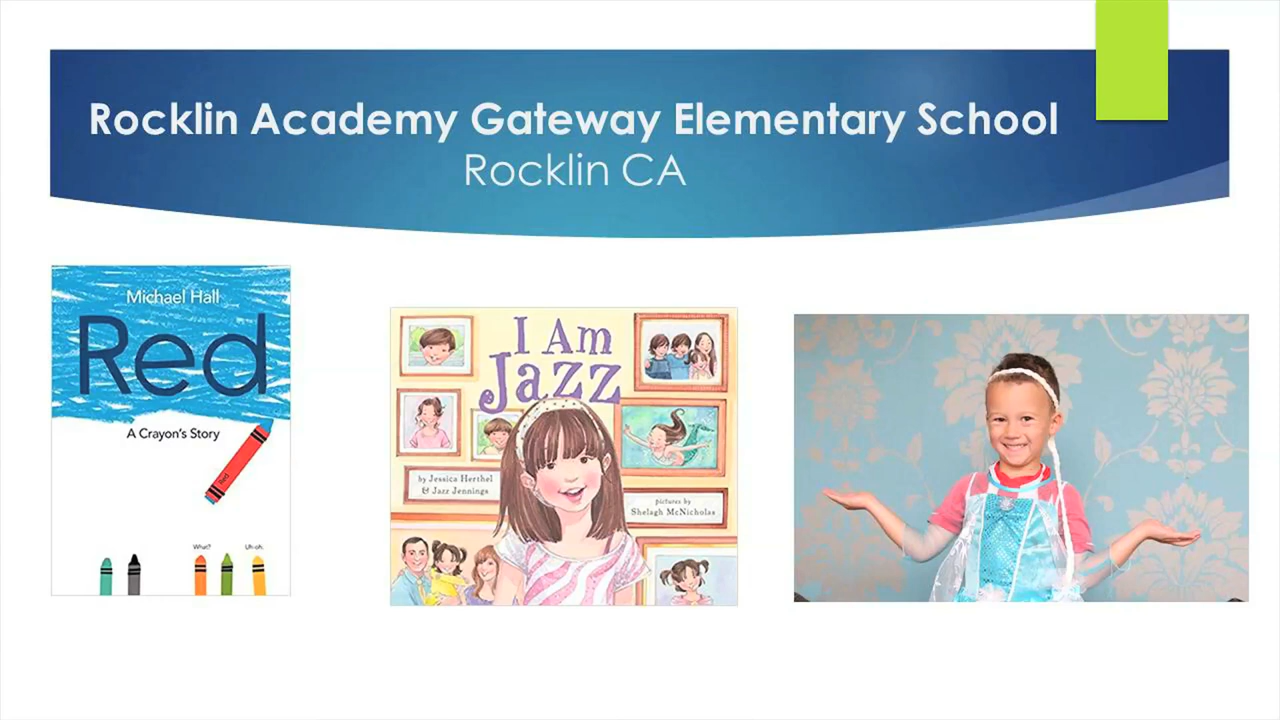 Rocklin Academy Gateway Elementary School
Rocklin CA
Michael Hall
Red
A Crayon's Story
Red
What?
Uh-oh.
I Am
Jazz
by Jessica Herthel
& Jazz Jennings
pictures by
Shelagh McNicholas